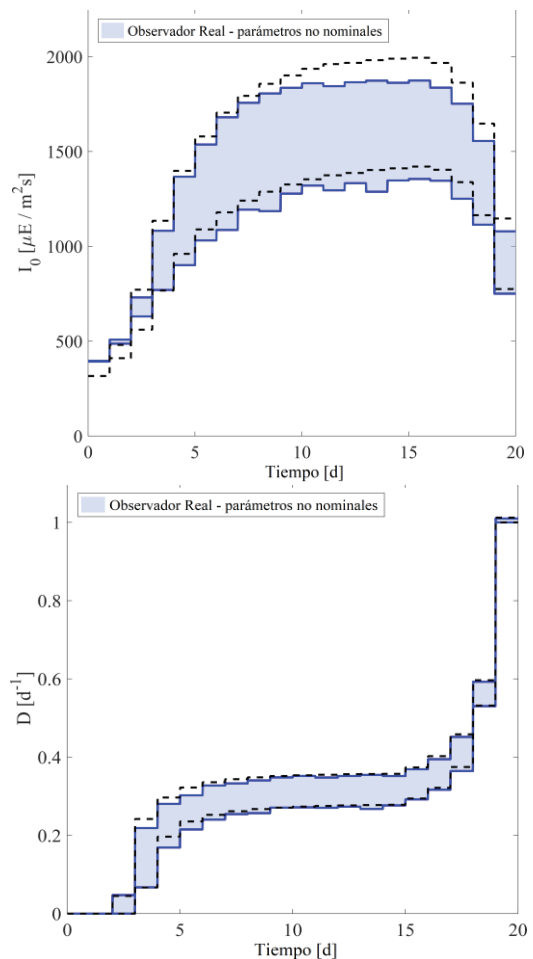 Observador Real - parámetros no nominales
2000
1500
1000
500
0
I₀ [μE / m²s]
0 5 10 15 20
Tiempo [d]
Observador Real - parámetros no nominales
1
0.8
0.6
0.4
0.2
0
D [d⁻¹]
0 5 10 15 20
Tiempo [d]